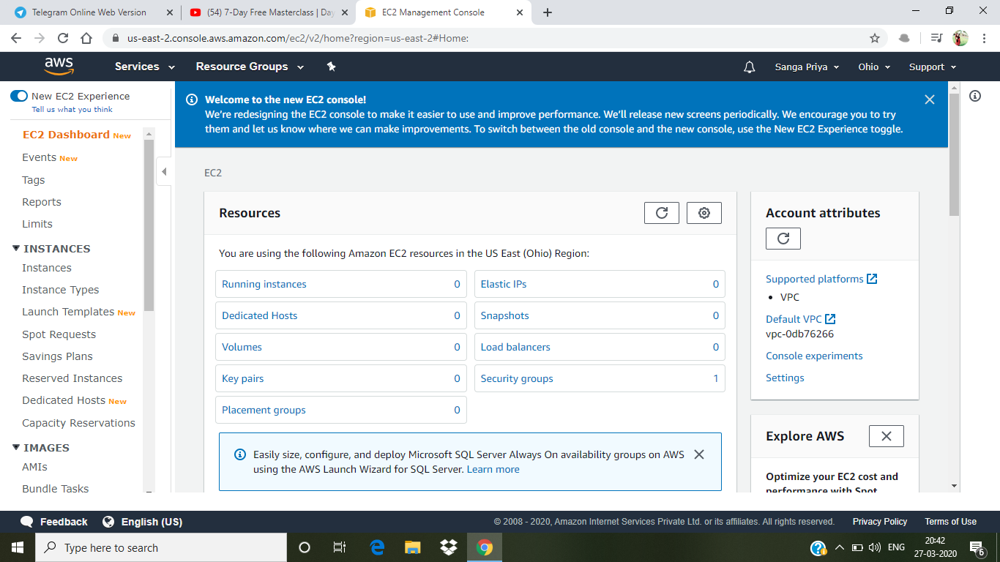 Telegram Online Web Version
(54) 7-Day Free Masterclass | Day
EC2 Management Console
us-east-2.console.aws.amazon.com/ec2/v2/home?region=us-east-2#Home:
aws
Services
Resource Groups
Sanga Priya
Ohio
Support
New EC2 Experience
Tell us what you think
EC2 Dashboard New
Events New
Tags
Reports
Limits
INSTANCES
Instances
Instance Types
Launch Templates New
Spot Requests
Savings Plans
Reserved Instances
Dedicated Hosts New
Capacity Reservations
IMAGES
AMIs
Bundle Tasks
Welcome to the new EC2 console!
We're redesigning the EC2 console to make it easier to use and improve performance. We'll release new screens periodically. We encourage you to try
them and let us know where we can make improvements. To switch between the old console and the new console, use the New EC2 Experience toggle.
EC2
Resources
You are using the following Amazon EC2 resources in the US East (Ohio) Region:
Running instances 0
Elastic IPs 0
Dedicated Hosts 0
Snapshots 0
Volumes 0
Load balancers 0
Key pairs 0
Security groups 1
Placement groups 0
Easily size, configure, and deploy Microsoft SQL Server Always On availability groups on AWS
using the AWS Launch Wizard for SQL Server. Learn more
Account attributes
Supported platforms
• VPC
Default VPC
vpc-0db76266
Console experiments
Settings
Explore AWS
Optimize your EC2 cost and
performance with Spot
Feedback
English (US)
© 2008 - 2020, Amazon Internet Services Private Ltd. or its affiliates. All rights reserved.
Privacy Policy
Terms of Use
Type here to search
ENG
20:42
27-03-2020
6